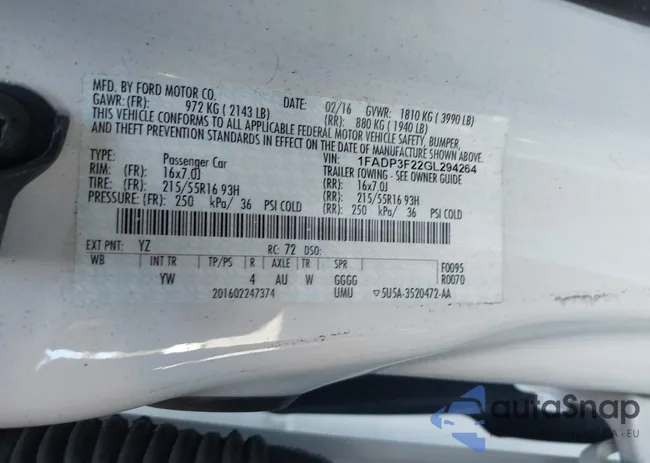 MFD. BY FORD MOTOR CO.
DATE: 02/16 GVWR: 1810 KG ( 3990 LB)
GAWR: (FR): 972 KG ( 2143 LB) (RR): 880 KG ( 1940 LB)
THIS VEHICLE CONFORMS TO ALL APPLICABLE FEDERAL MOTOR VEHICLE SAFETY, BUMPER,
AND THEFT PREVENTION STANDARDS IN EFFECT ON THE DATE OF MANUFACTURE SHOWN ABOVE.
VIN: 1FADP3F22GL294264
TYPE: Passenger Car TRAILER TOWING - SEE OWNER GUIDE
RIM: (FR): 16x7.0J (RR): 16x7.0J
TIRE: (FR): 215/55R16 93H (RR): 215/55R16 93H
PRESSURE: (FR): 250 kPa/ 36 PSI COLD (RR): 250 kPa/ 36 PSI COLD
EXT PNT: YZ RC: 72 DSO: F0095
WB INT TR TP/PS R AXLE TR SPR R0070
YW 4 AU W GGGG
201602247374 UMU ▽5U5A-3520472-AA
autoSnap
EU